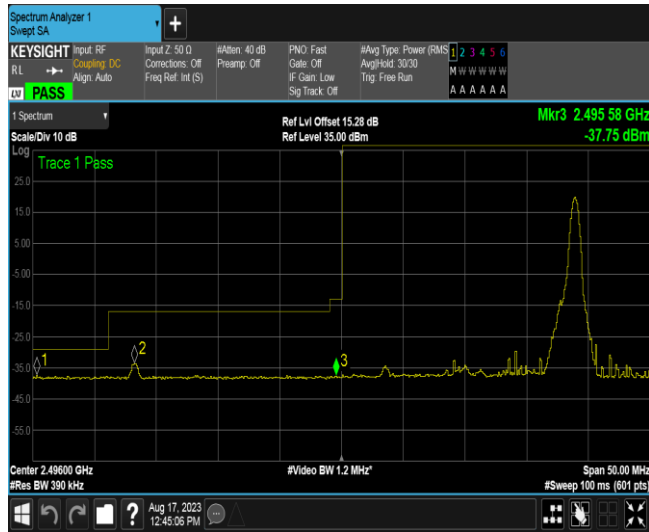 Spectrum Analyzer 1
Swept SA
+
KEYSIGHT Input: RF Input Z: 50 Ω #Atten: 40 dB PNO: Fast #Avg Type: Power (RMS 1 2 3 4 5 6
RL Coupling: DC Corrections: Off Preamp: Off Gate: Off Avg|Hold: 30/30 M W W W W W
Align: Auto Freq Ref: Int (S) IF Gain: Low Trig: Free Run
LXI PASS Sig Track: Off A A A A A A
1 Spectrum Ref Lvl Offset 15.28 dB Mkr3 2.495 58 GHz
Scale/Div 10 dB Ref Level 35.00 dBm -37.75 dBm
Log
Trace 1 Pass
25.0
15.0
5.00
-5.00
-15.0
-25.0
-35.0
-45.0
-55.0
1
2
3
Center 2.49600 GHz #Video BW 1.2 MHz* Span 50.00 MHz
#Res BW 390 kHz #Sweep 100 ms (601 pts)
? Aug 17, 2023
12:45:06 PM